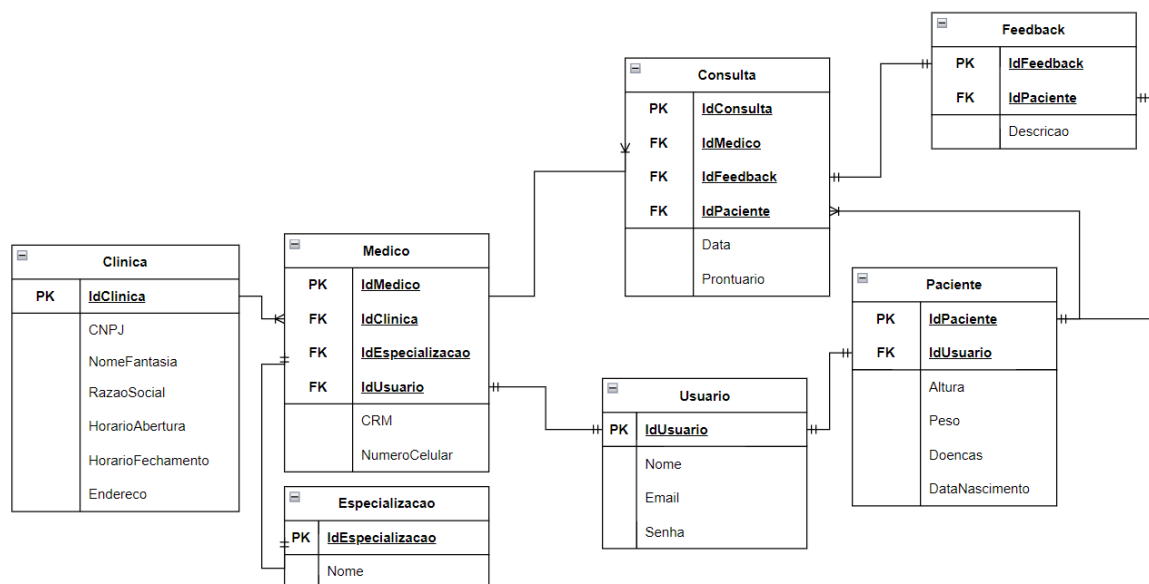 Feedback
PK IdFeedback
FK IdPaciente
Descricao
Consulta
PK IdConsulta
FK IdMedico
FK IdFeedback
FK IdPaciente
Data
Prontuario
Clinica
PK IdClinica
CNPJ
NomeFantasia
RazaoSocial
HorarioAbertura
HorarioFechamento
Endereco
Medico
PK IdMedico
FK IdClinica
FK IdEspecializacao
FK IdUsuario
CRM
NumeroCelular
Paciente
PK IdPaciente
FK IdUsuario
Altura
Peso
Doencas
DataNascimento
Usuario
PK IdUsuario
Nome
Email
Senha
Especializacao
PK IdEspecializacao
Nome